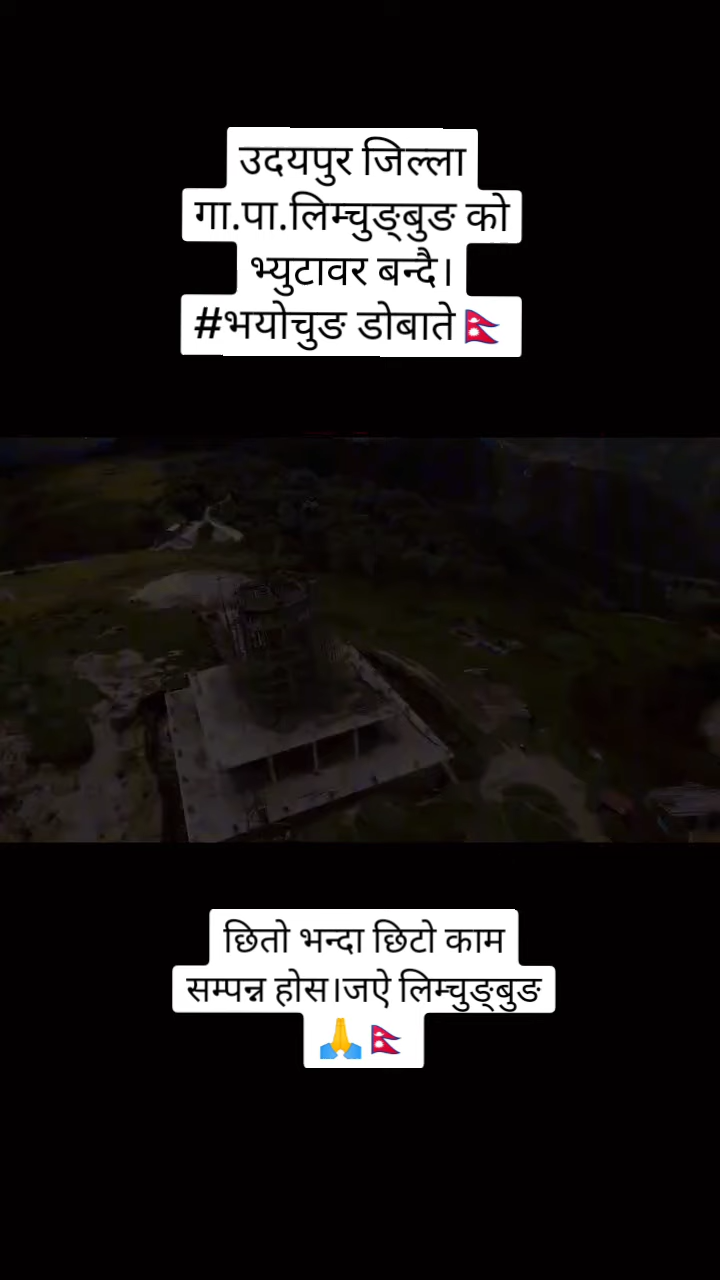 उदयपुर जिल्ला
गा.पा.लिम्चुङ्बुङ को
भ्युटावर बन्दै।
#भयोचुङ डोबाते🇳🇵
छितो भन्दा छिटो काम
सम्पन्न होस।जऐ लिम्चुङ्बुङ
🙏🇳🇵